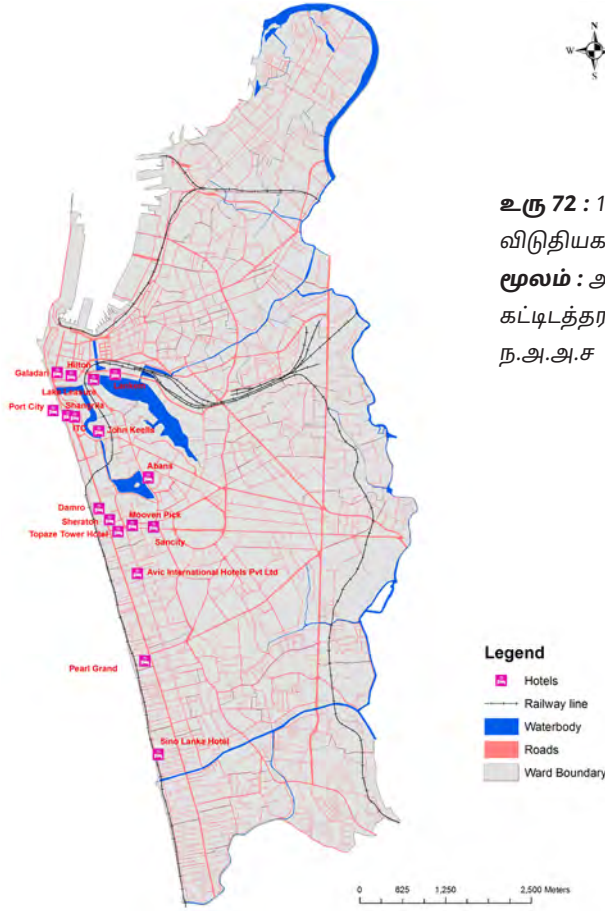 N
W
S
உரு 72 : 1
விடுதியக
மூலம் : அ
கட்டிடத்தர
ந.அ.அ.ச
Hilton
Galadari
Lake Leasure
Port City
Shangrila
ITC
John Keells
Abans
Damro
Mooven Pick
Sheraton
Topaze Tower Hotel
Sancity
Avic International Hotels Pvt Ltd
Pearl Grand
Sino Lanka Hotel
Legend
Hotels
Railway line
Waterbody
Roads
Ward Boundary
0 625 1,250 2,500 Meters